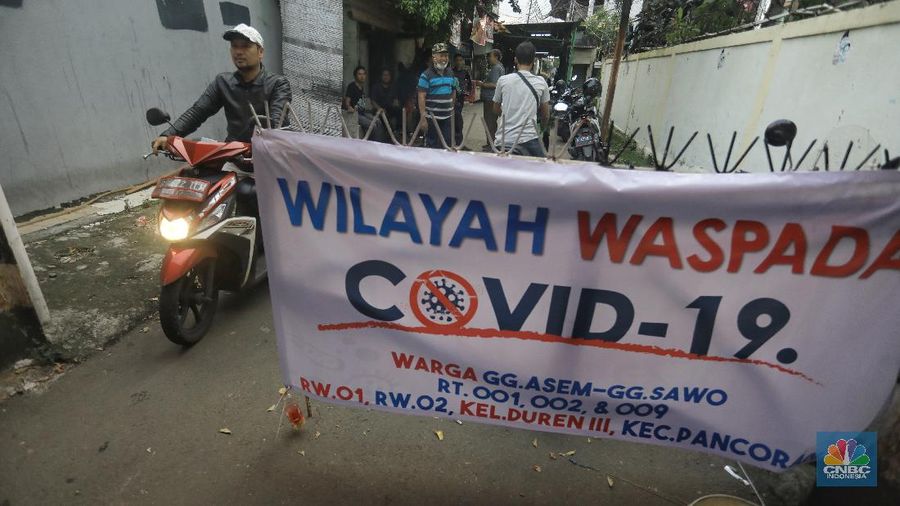 WILAYAH WASPADA
COVID-19.
WARGA GG.ASEM-GG.SAWO
RT. 001, 002, & 009
RW.01, RW.02, KEL.DUREN III, KEC.PANCOR
CNBC
INDONESIA